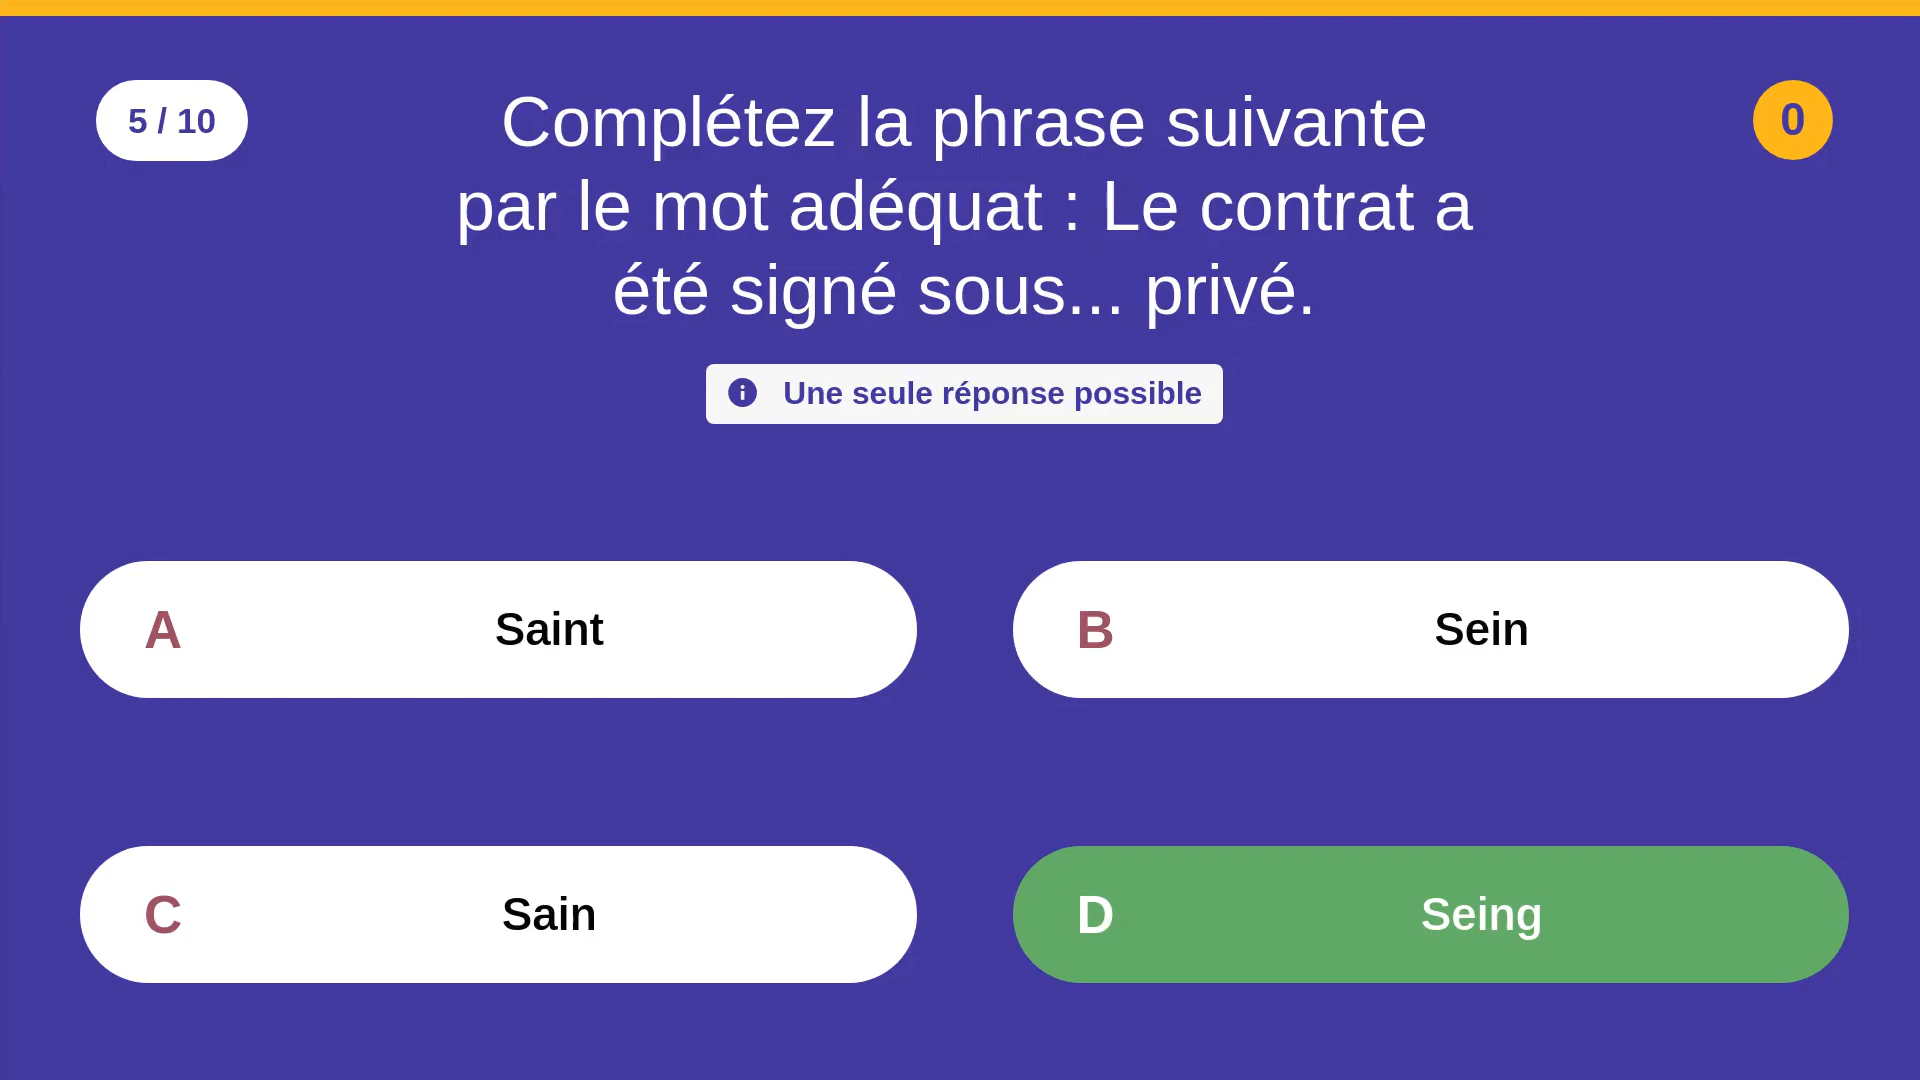 5 / 10
Complétez la phrase suivante
par le mot adéquat : Le contrat a
été signé sous... privé.
0
Une seule réponse possible
A Saint
B Sein
C Sain
D Seing